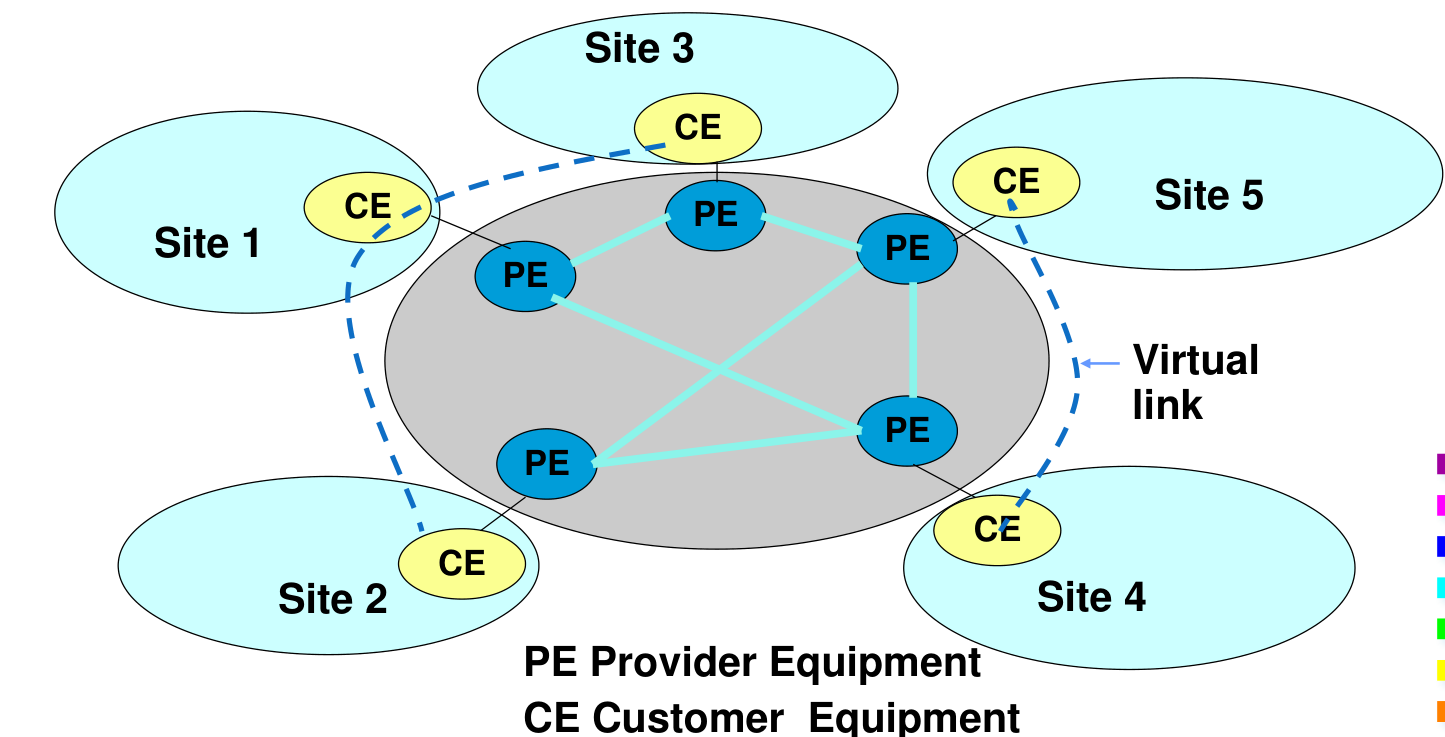 Site 3
CE
CE
CE
Site 5
PE
Site 1
PE
PE
Virtual
link
PE
PE
CE
CE
Site 2
Site 4
PE Provider Equipment
CE Customer  Equipment